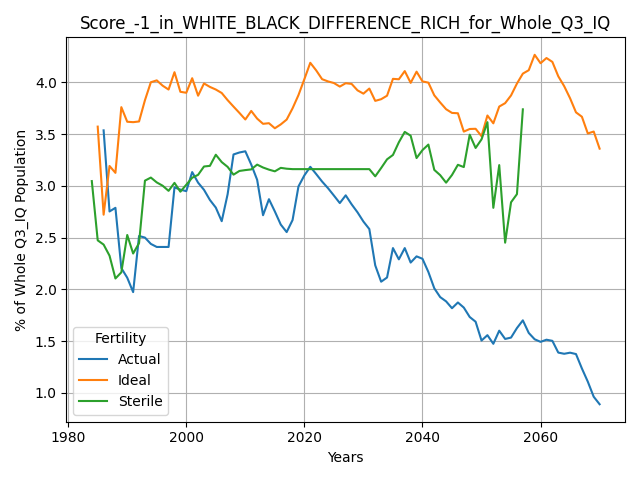 Score_-1_in_WHITE_BLACK_DIFFERENCE_RICH_for_Whole_Q3_IQ
% of Whole Q3_IQ Population
4.0
3.5
3.0
2.5
2.0
1.5
1.0
Fertility
Actual
Ideal
Sterile
1980
2000
2020
2040
2060
Years